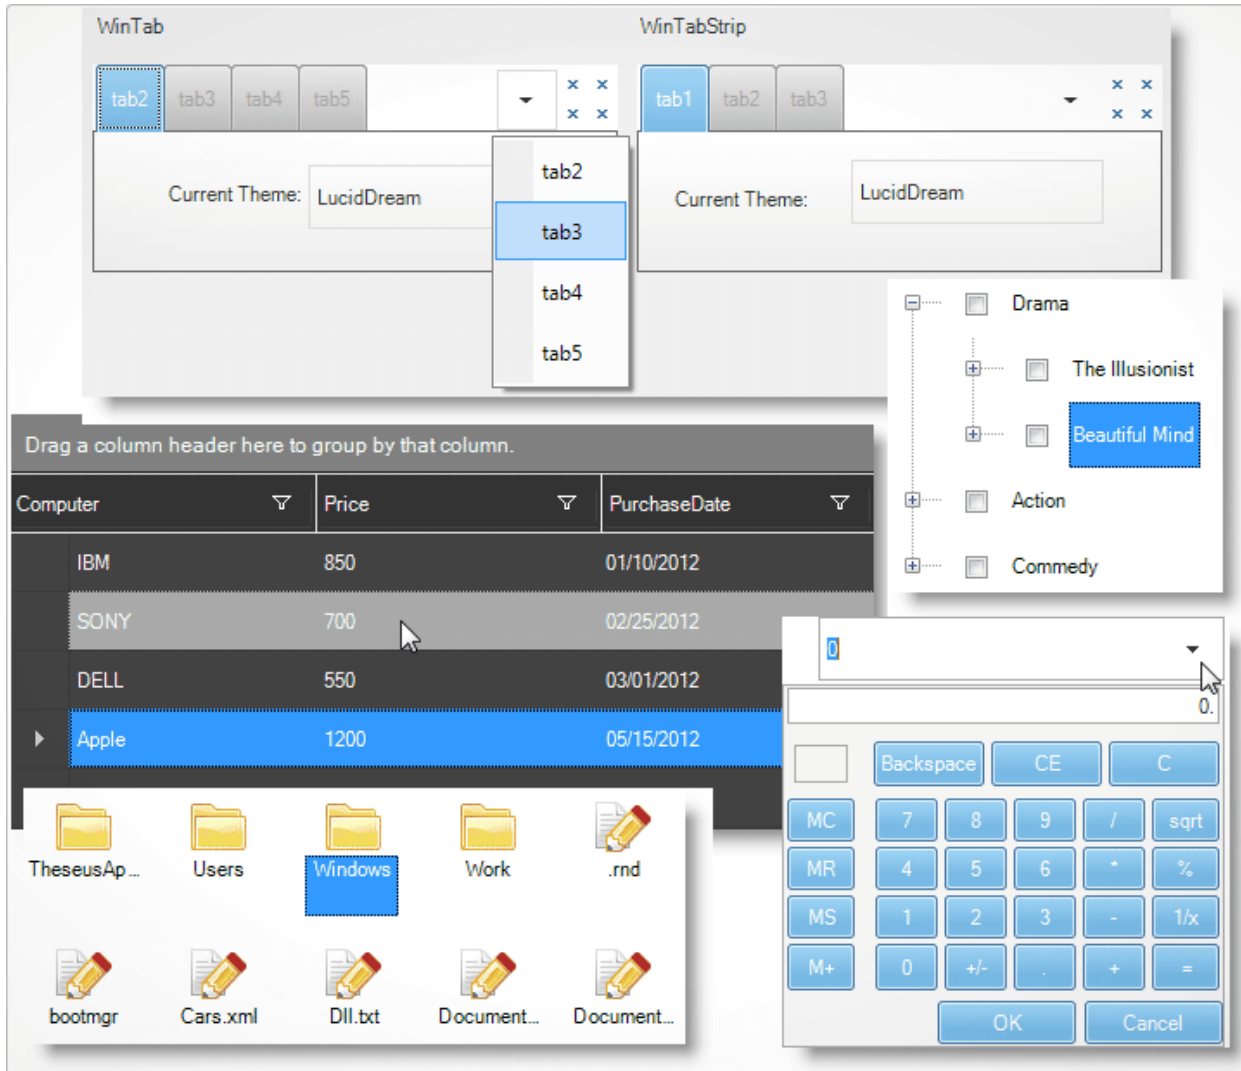 WinTab
WinTabStrip
tab2 tab3 tab4 tab5
tab1 tab2 tab3
Current Theme: LucidDream
tab2
tab3
tab4
tab5
Current Theme: LucidDream
Drama
The Illusionist
Beautiful Mind
Action
Commedy
Drag a column header here to group by that column.
Computer Price PurchaseDate
IBM 850 01/10/2012
SONY 700 02/25/2012
DELL 550 03/01/2012
Apple 1200 05/15/2012
0
0.
Backspace CE C
MC 7 8 9 / sqrt
MR 4 5 6 * %
MS 1 2 3 - 1/x
M+ 0 +/- . + =
OK Cancel
TheseusAp... Users Windows Work .rnd
bootmgr Cars.xml Dll.txt Document... Document...